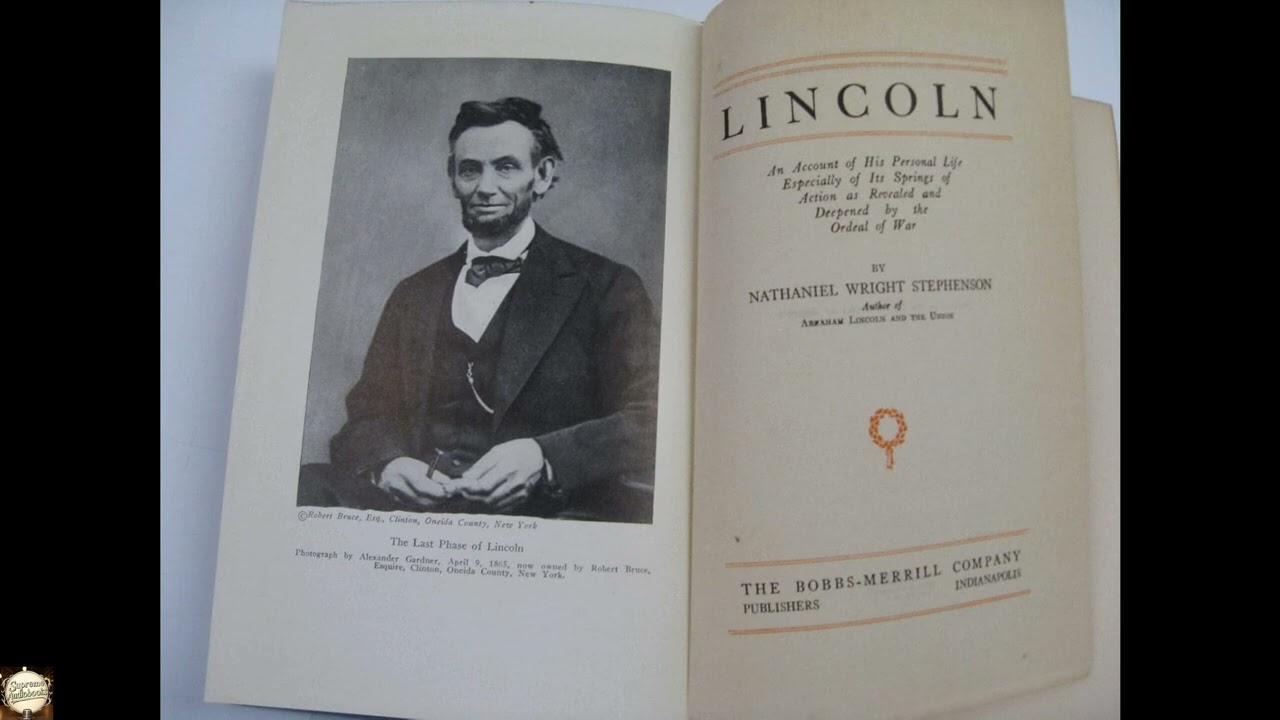 ©Robert Bruce, Esq., Clinton, Oneida County, New York
The Last Phase of Lincoln
Photograph by Alexander Gardner, April 9, 1865, now owned by Robert Bruce,
Esquire, Clinton, Oneida County, New York.
LINCOLN
An Account of His Personal Life
Especially of Its Springs of
Action as Revealed and
Deepened by the
Ordeal of War
BY
NATHANIEL WRIGHT STEPHENSON
Author of
ABRAHAM LINCOLN AND THE UNION
THE BOBBS-MERRILL COMPANY
PUBLISHERS INDIANAPOLIS
Supreme
Audiobooks